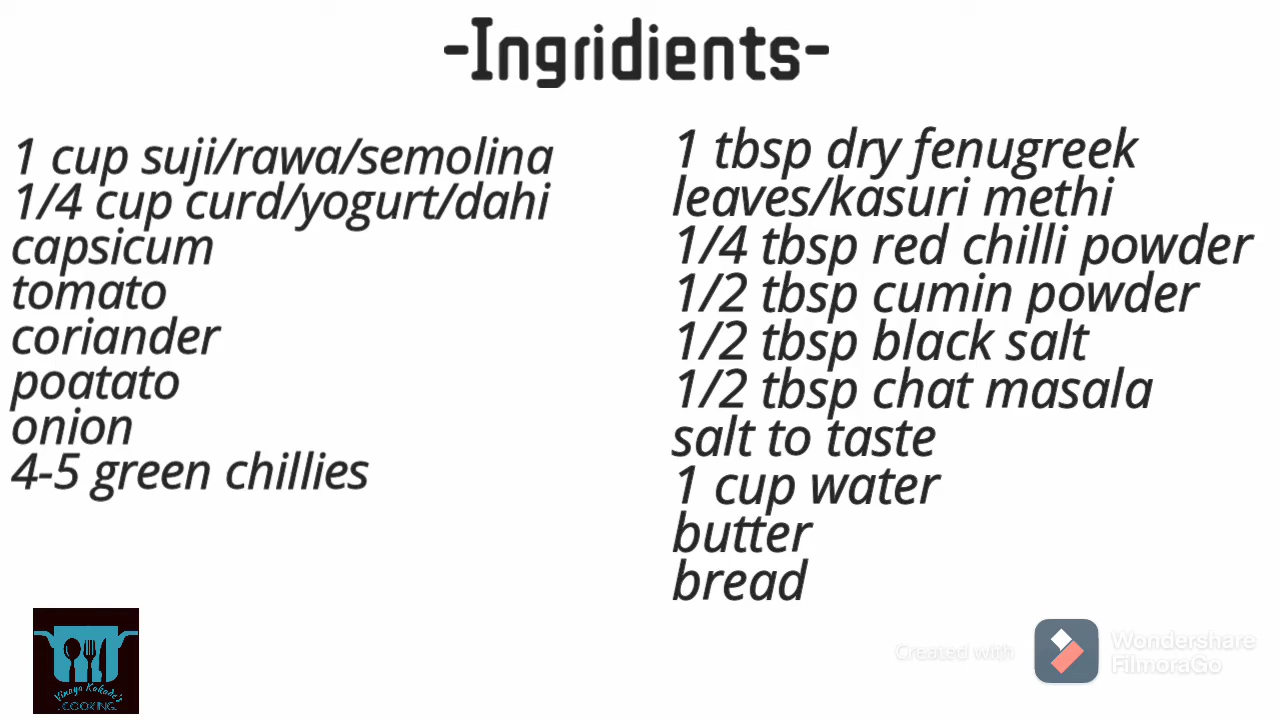 -Ingridients-
1 cup suji/rawa/semolina
1/4 cup curd/yogurt/dahi
capsicum
tomato
coriander
poatato
onion
4-5 green chillies
1 tbsp dry fenugreek
leaves/kasuri methi
1/4 tbsp red chilli powder
1/2 tbsp cumin powder
1/2 tbsp black salt
1/2 tbsp chat masala
salt to taste
1 cup water
butter
bread
Vinaya Kokade's
COOKING
Created with
Wondershare
FilmoraGo